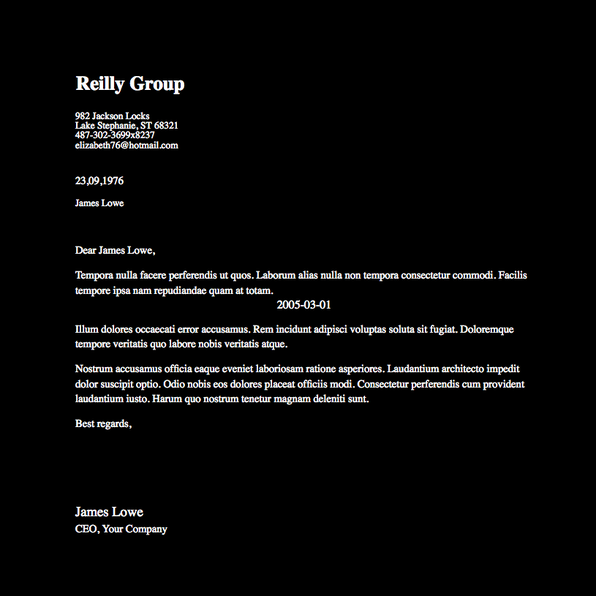 Reilly Group
982 Jackson Locks
Lake Stephanie, ST 68321
487-302-3699x8237
elizabeth76@hotmail.com
23,09,1976
James Lowe
Dear James Lowe,
Tempora nulla facere perferendis ut quos. Laborum alias nulla non tempora consectetur commodi. Facilis
tempore ipsa nam repudiandae quam at totam.
2005-03-01
Illum dolores occaecati error accusamus. Rem incidunt adipisci voluptas soluta sit fugiat. Doloremque
tempore veritatis quo labore nobis veritatis atque.
Nostrum accusamus officia eaque eveniet laboriosam ratione asperiores. Laudantium architecto impedit
dolor suscipit optio. Odio nobis eos dolores placeat officiis modi. Consectetur perferendis cum provident
laudantium iusto. Harum quo nostrum tenetur magnam deleniti sunt.
Best regards,
James Lowe
CEO, Your Company